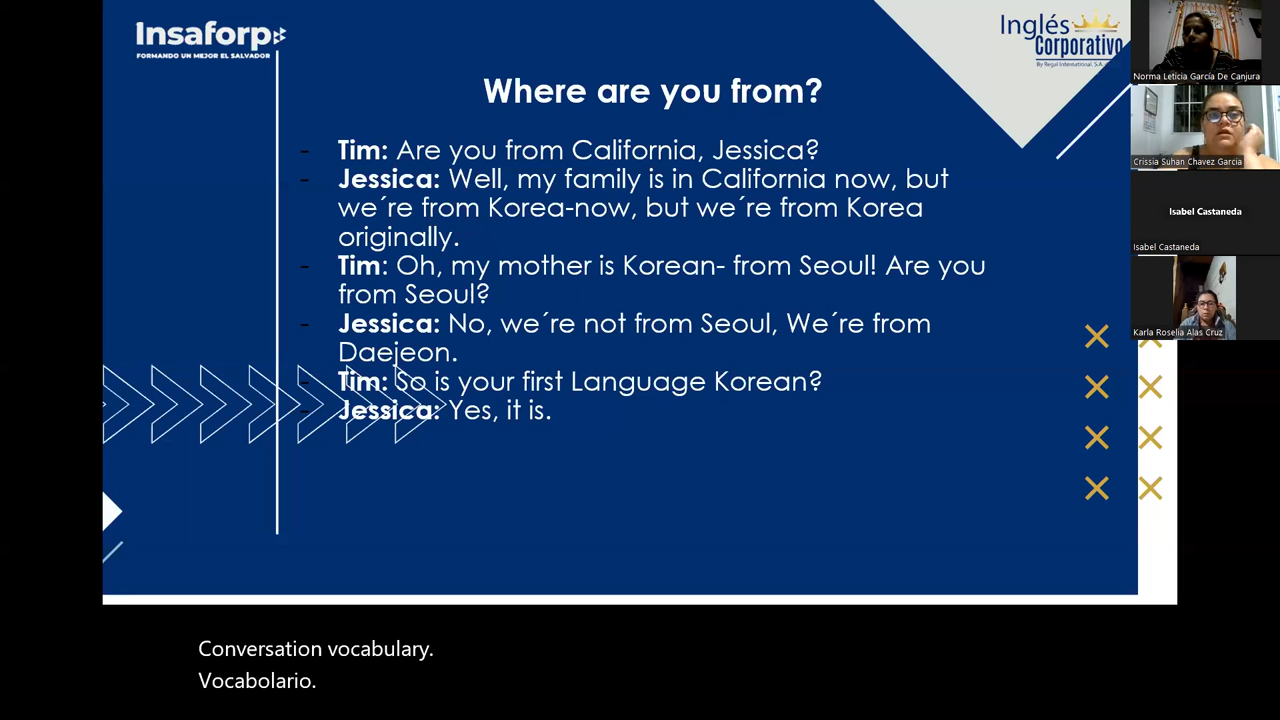 Insaforp
FORMANDO UN MEJOR EL SALVADOR
Inglés
Corporativo
By Regal International, S.A.
Where are you from?
- Tim: Are you from California, Jessica?
- Jessica: Well, my family is in California now, but
we´re from Korea-now, but we´re from Korea
originally.
- Tim: Oh, my mother is Korean- from Seoul! Are you
from Seoul?
- Jessica: No, we´re not from Seoul, We´re from
Daejeon.
- Tim: So is your first Language Korean?
- Jessica: Yes, it is.
Norma Leticia García De Canjura
Crissia Suhan Chavez Garcia
Isabel Castaneda
Isabel Castaneda
Karla Roselia Alas Cruz
Conversation vocabulary.
Vocabolario.